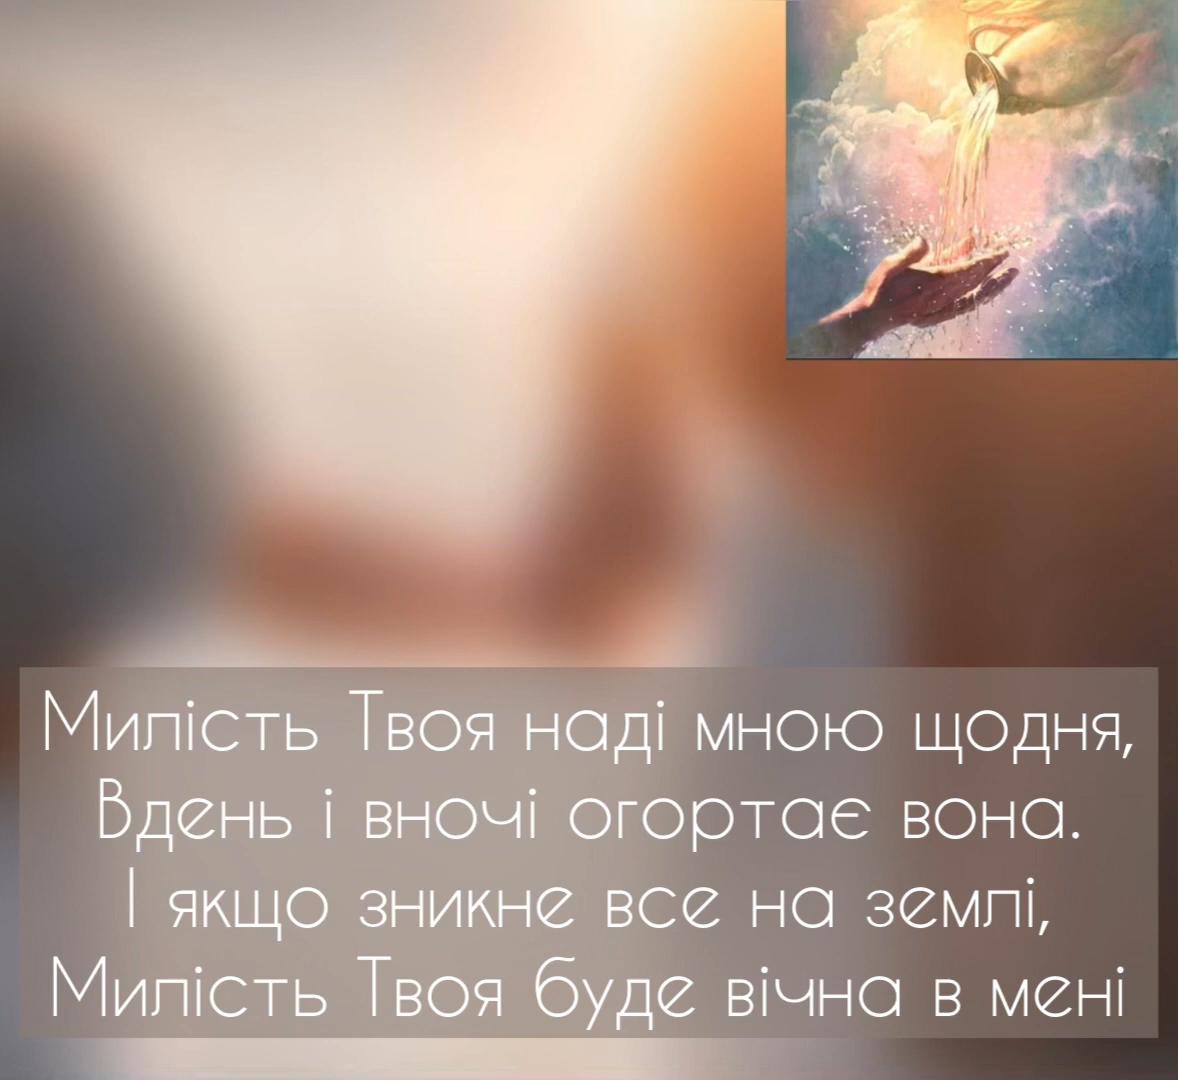 Милість Твоя наді мною щодня,
Вдень і вночі огортає вона.
І якщо зникне все на землі,
Милість Твоя буде вічна в мені